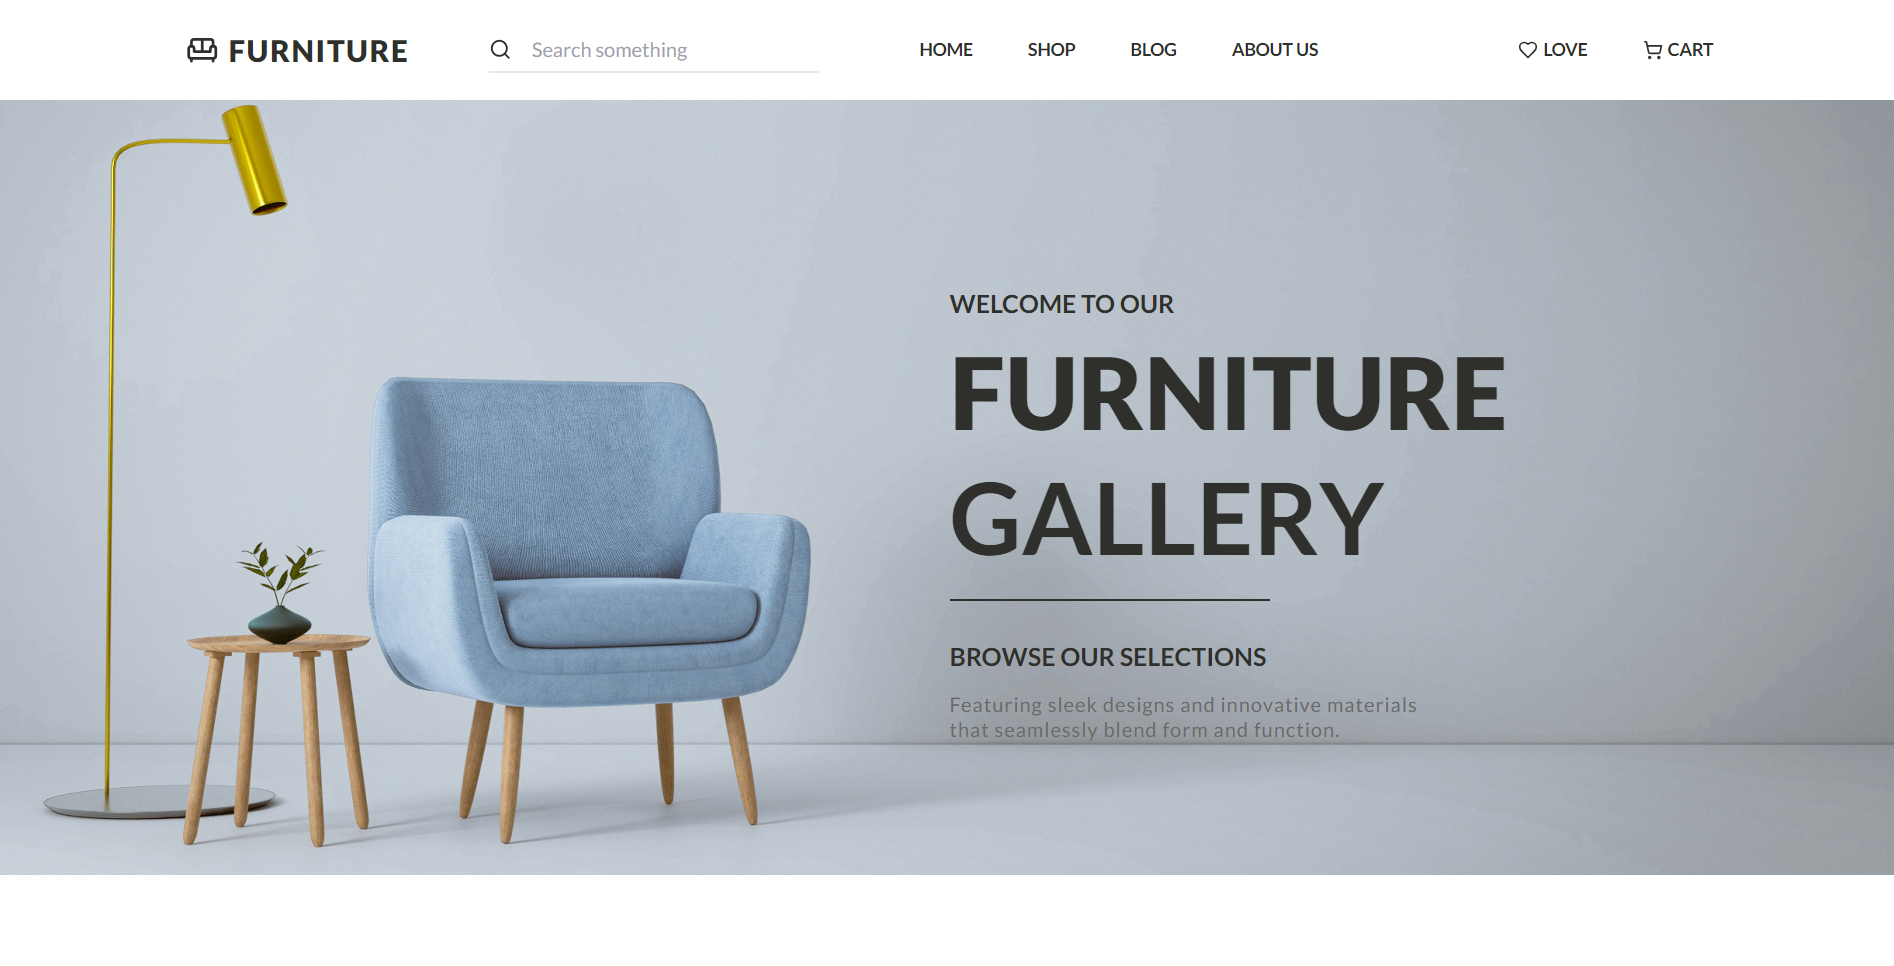 FURNITURE
Search something
HOME
SHOP
BLOG
ABOUT US
LOVE
CART
WELCOME TO OUR
FURNITURE
GALLERY
BROWSE OUR SELECTIONS
Featuring sleek designs and innovative materials
that seamlessly blend form and function.